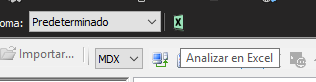 oma: Predeterminado
Importar... MDX Analizar en Excel